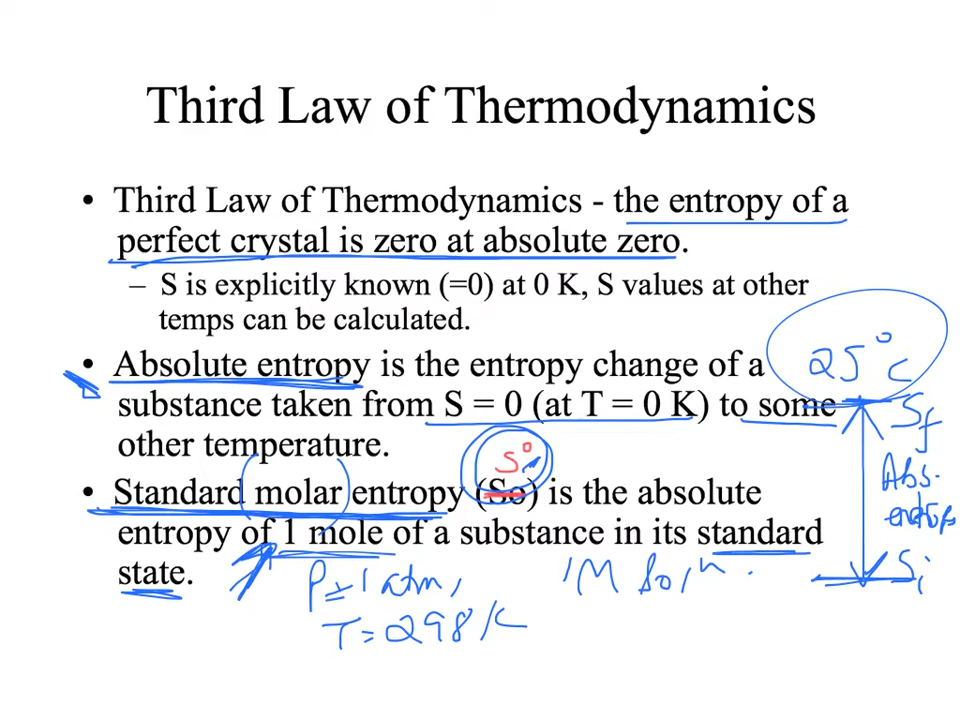 Third Law of Thermodynamics
• Third Law of Thermodynamics - the entropy of a
perfect crystal is zero at absolute zero.
– S is explicitly known (=0) at 0 K, S values at other
temps can be calculated.
• Absolute entropy is the entropy change of a
substance taken from S = 0 (at T = 0 K) to some
other temperature.
• Standard molar entropy (So) is the absolute
entropy of 1 mole of a substance in its standard
state.
S°
25°C
Sf
Abs.
entrop
Si
P = 1 atm, 1M soln.
T = 298 K